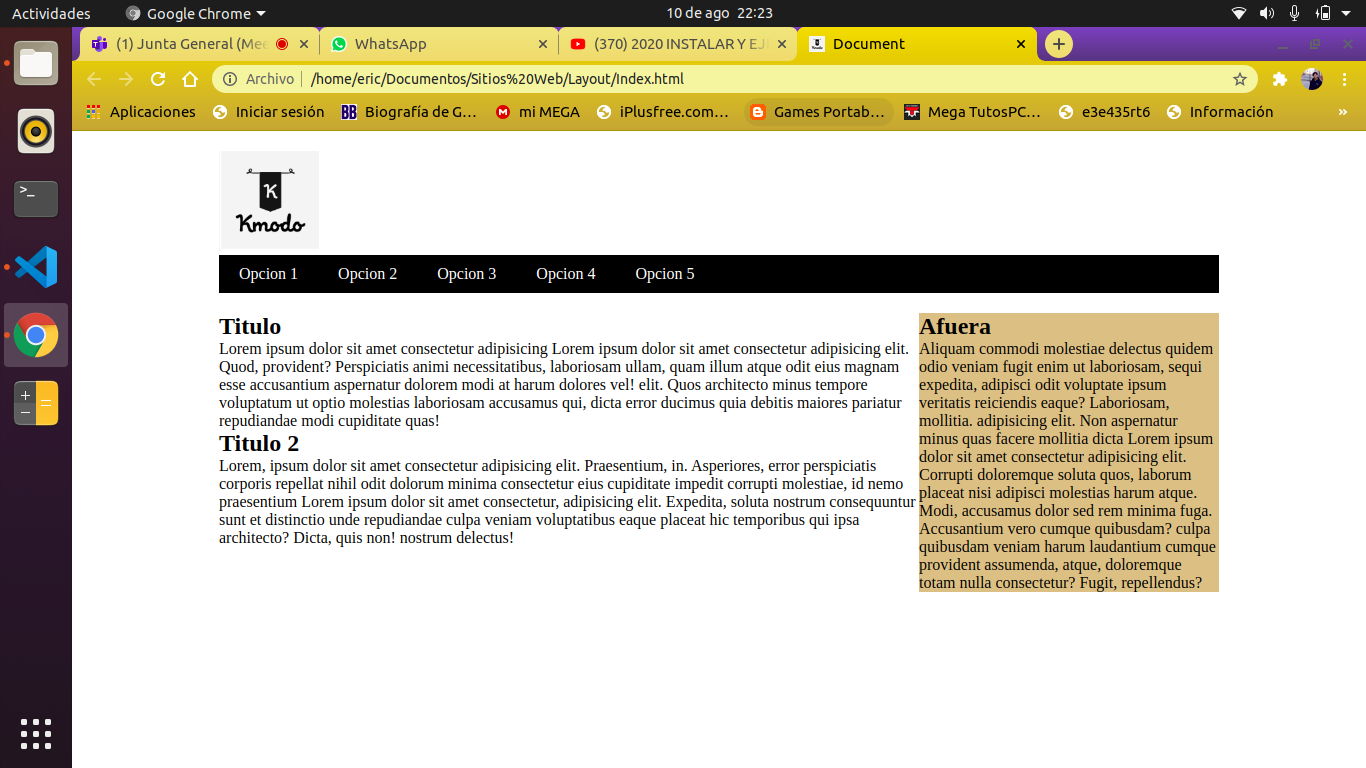 Actividades Google Chrome 10 de ago 22:23
(1) Junta General (Mee WhatsApp (370) 2020 INSTALAR Y EJ Document
Archivo /home/eric/Documentos/Sitios%20Web/Layout/Index.html
Aplicaciones Iniciar sesión BB Biografía de G… mi MEGA iPlusfree.com… Games Portab… Mega TutosPC… e3e435rt6 Información »
K
Kmodo
Opcion 1 Opcion 2 Opcion 3 Opcion 4 Opcion 5
Titulo
Lorem ipsum dolor sit amet consectetur adipisicing Lorem ipsum dolor sit amet consectetur adipisicing elit.
Quod, provident? Perspiciatis animi necessitatibus, laboriosam ullam, quam illum atque odit eius magnam
esse accusantium aspernatur dolorem modi at harum dolores vel! elit. Quos architecto minus tempore
voluptatum ut optio molestias laboriosam accusamus qui, dicta error ducimus quia debitis maiores pariatur
repudiandae modi cupiditate quas!
Titulo 2
Lorem, ipsum dolor sit amet consectetur adipisicing elit. Praesentium, in. Asperiores, error perspiciatis
corporis repellat nihil odit dolorum minima consectetur eius cupiditate impedit corrupti molestiae, id nemo
praesentium Lorem ipsum dolor sit amet consectetur, adipisicing elit. Expedita, soluta nostrum consequuntur
sunt et distinctio unde repudiandae culpa veniam voluptatibus eaque placeat hic temporibus qui ipsa
architecto? Dicta, quis non! nostrum delectus!
Afuera
Aliquam commodi molestiae delectus quidem
odio veniam fugit enim ut laboriosam, sequi
expedita, adipisci odit voluptate ipsum
veritatis reiciendis eaque? Laboriosam,
mollitia. adipisicing elit. Non aspernatur
minus quas facere mollitia dicta Lorem ipsum
dolor sit amet consectetur adipisicing elit.
Corrupti doloremque soluta quos, laborum
placeat nisi adipisci molestias harum atque.
Modi, accusamus dolor sed rem minima fuga.
Accusantium vero cumque quibusdam? culpa
quibusdam veniam harum laudantium cumque
provident assumenda, atque, doloremque
totam nulla consectetur? Fugit, repellendus?